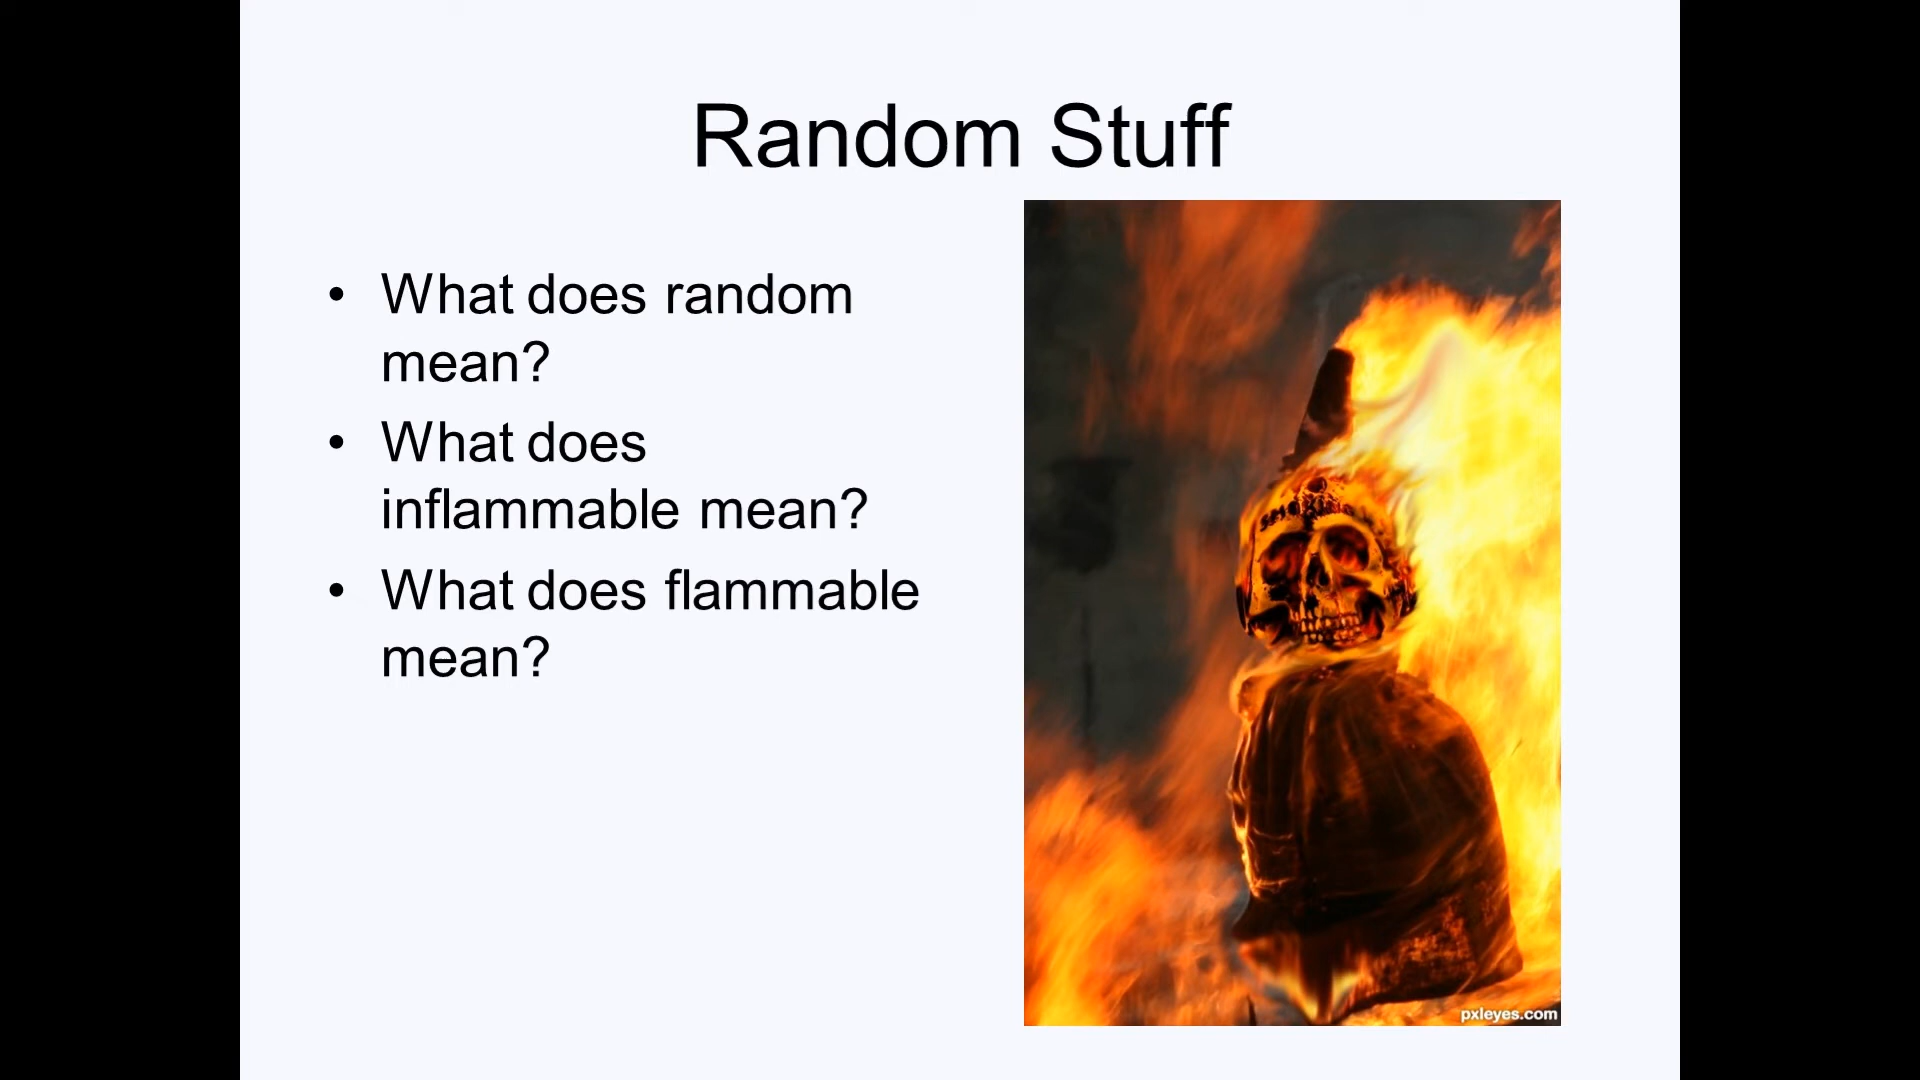 Random Stuff
• What does random
mean?
• What does
inflammable mean?
• What does flammable
mean?
pxleyes.com